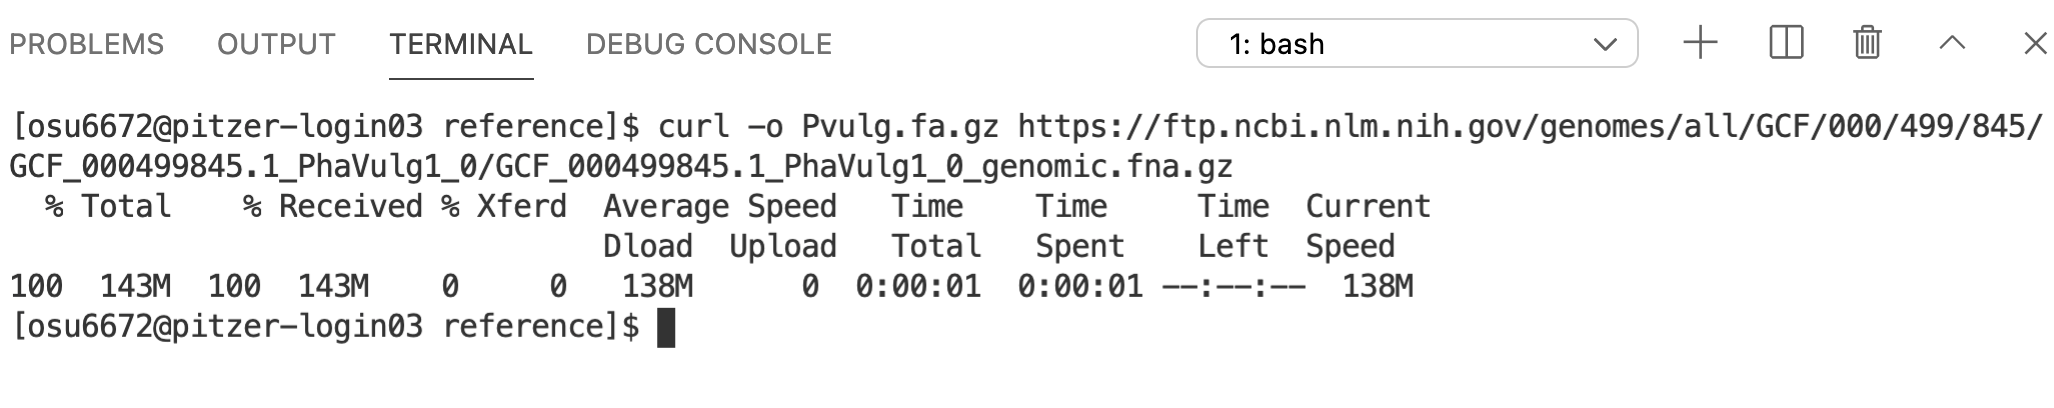 PROBLEMS OUTPUT TERMINAL DEBUG CONSOLE 1: bash
[osu6672@pitzer-login03 reference]$ curl -o Pvulg.fa.gz https://ftp.ncbi.nlm.nih.gov/genomes/all/GCF/000/499/845/
GCF_000499845.1_PhaVulg1_0/GCF_000499845.1_PhaVulg1_0_genomic.fna.gz
  % Total    % Received % Xferd  Average Speed   Time    Time     Time  Current
                                 Dload  Upload   Total   Spent    Left  Speed
100  143M  100  143M    0     0   138M      0  0:00:01  0:00:01 --:--:--  138M
[osu6672@pitzer-login03 reference]$